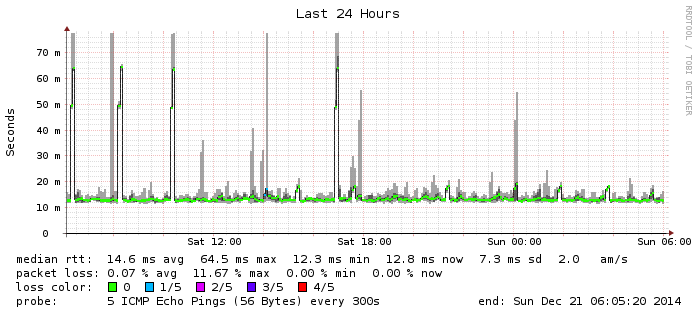 Last 24 Hours
RRDTOOL / TOBI OETIKER
Seconds
70 m
60 m
50 m
40 m
30 m
20 m
10 m
0
Sat 12:00 Sat 18:00 Sun 00:00 Sun 06:00
median rtt: 14.6 ms avg 64.5 ms max 12.3 ms min 12.8 ms now 7.3 ms sd 2.0 am/s
packet loss: 0.07 % avg 11.67 % max 0.00 % min 0.00 % now
loss color: 0 1/5 2/5 3/5 4/5
probe: 5 ICMP Echo Pings (56 Bytes) every 300s end: Sun Dec 21 06:05:20 2014